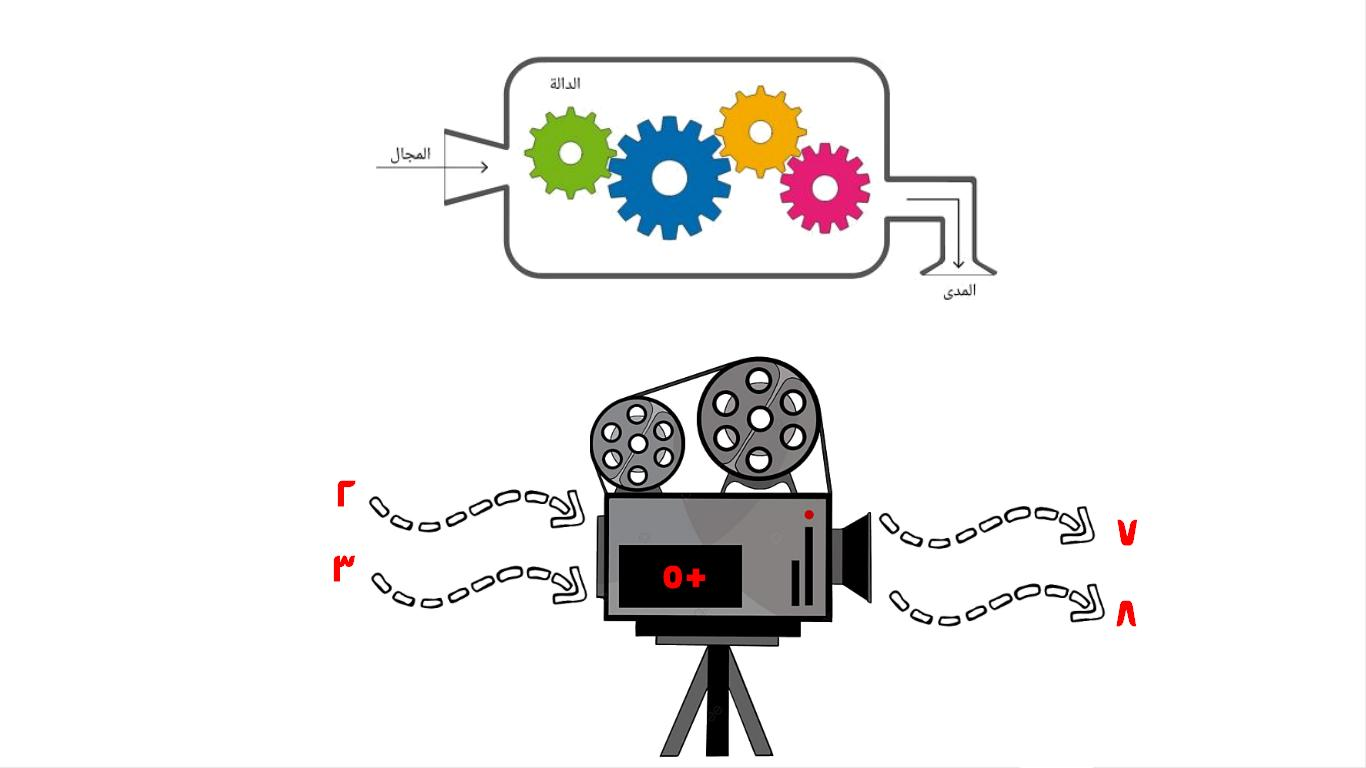 الدالة
المجال
المدى
٢
٣
+٥
٧
٨